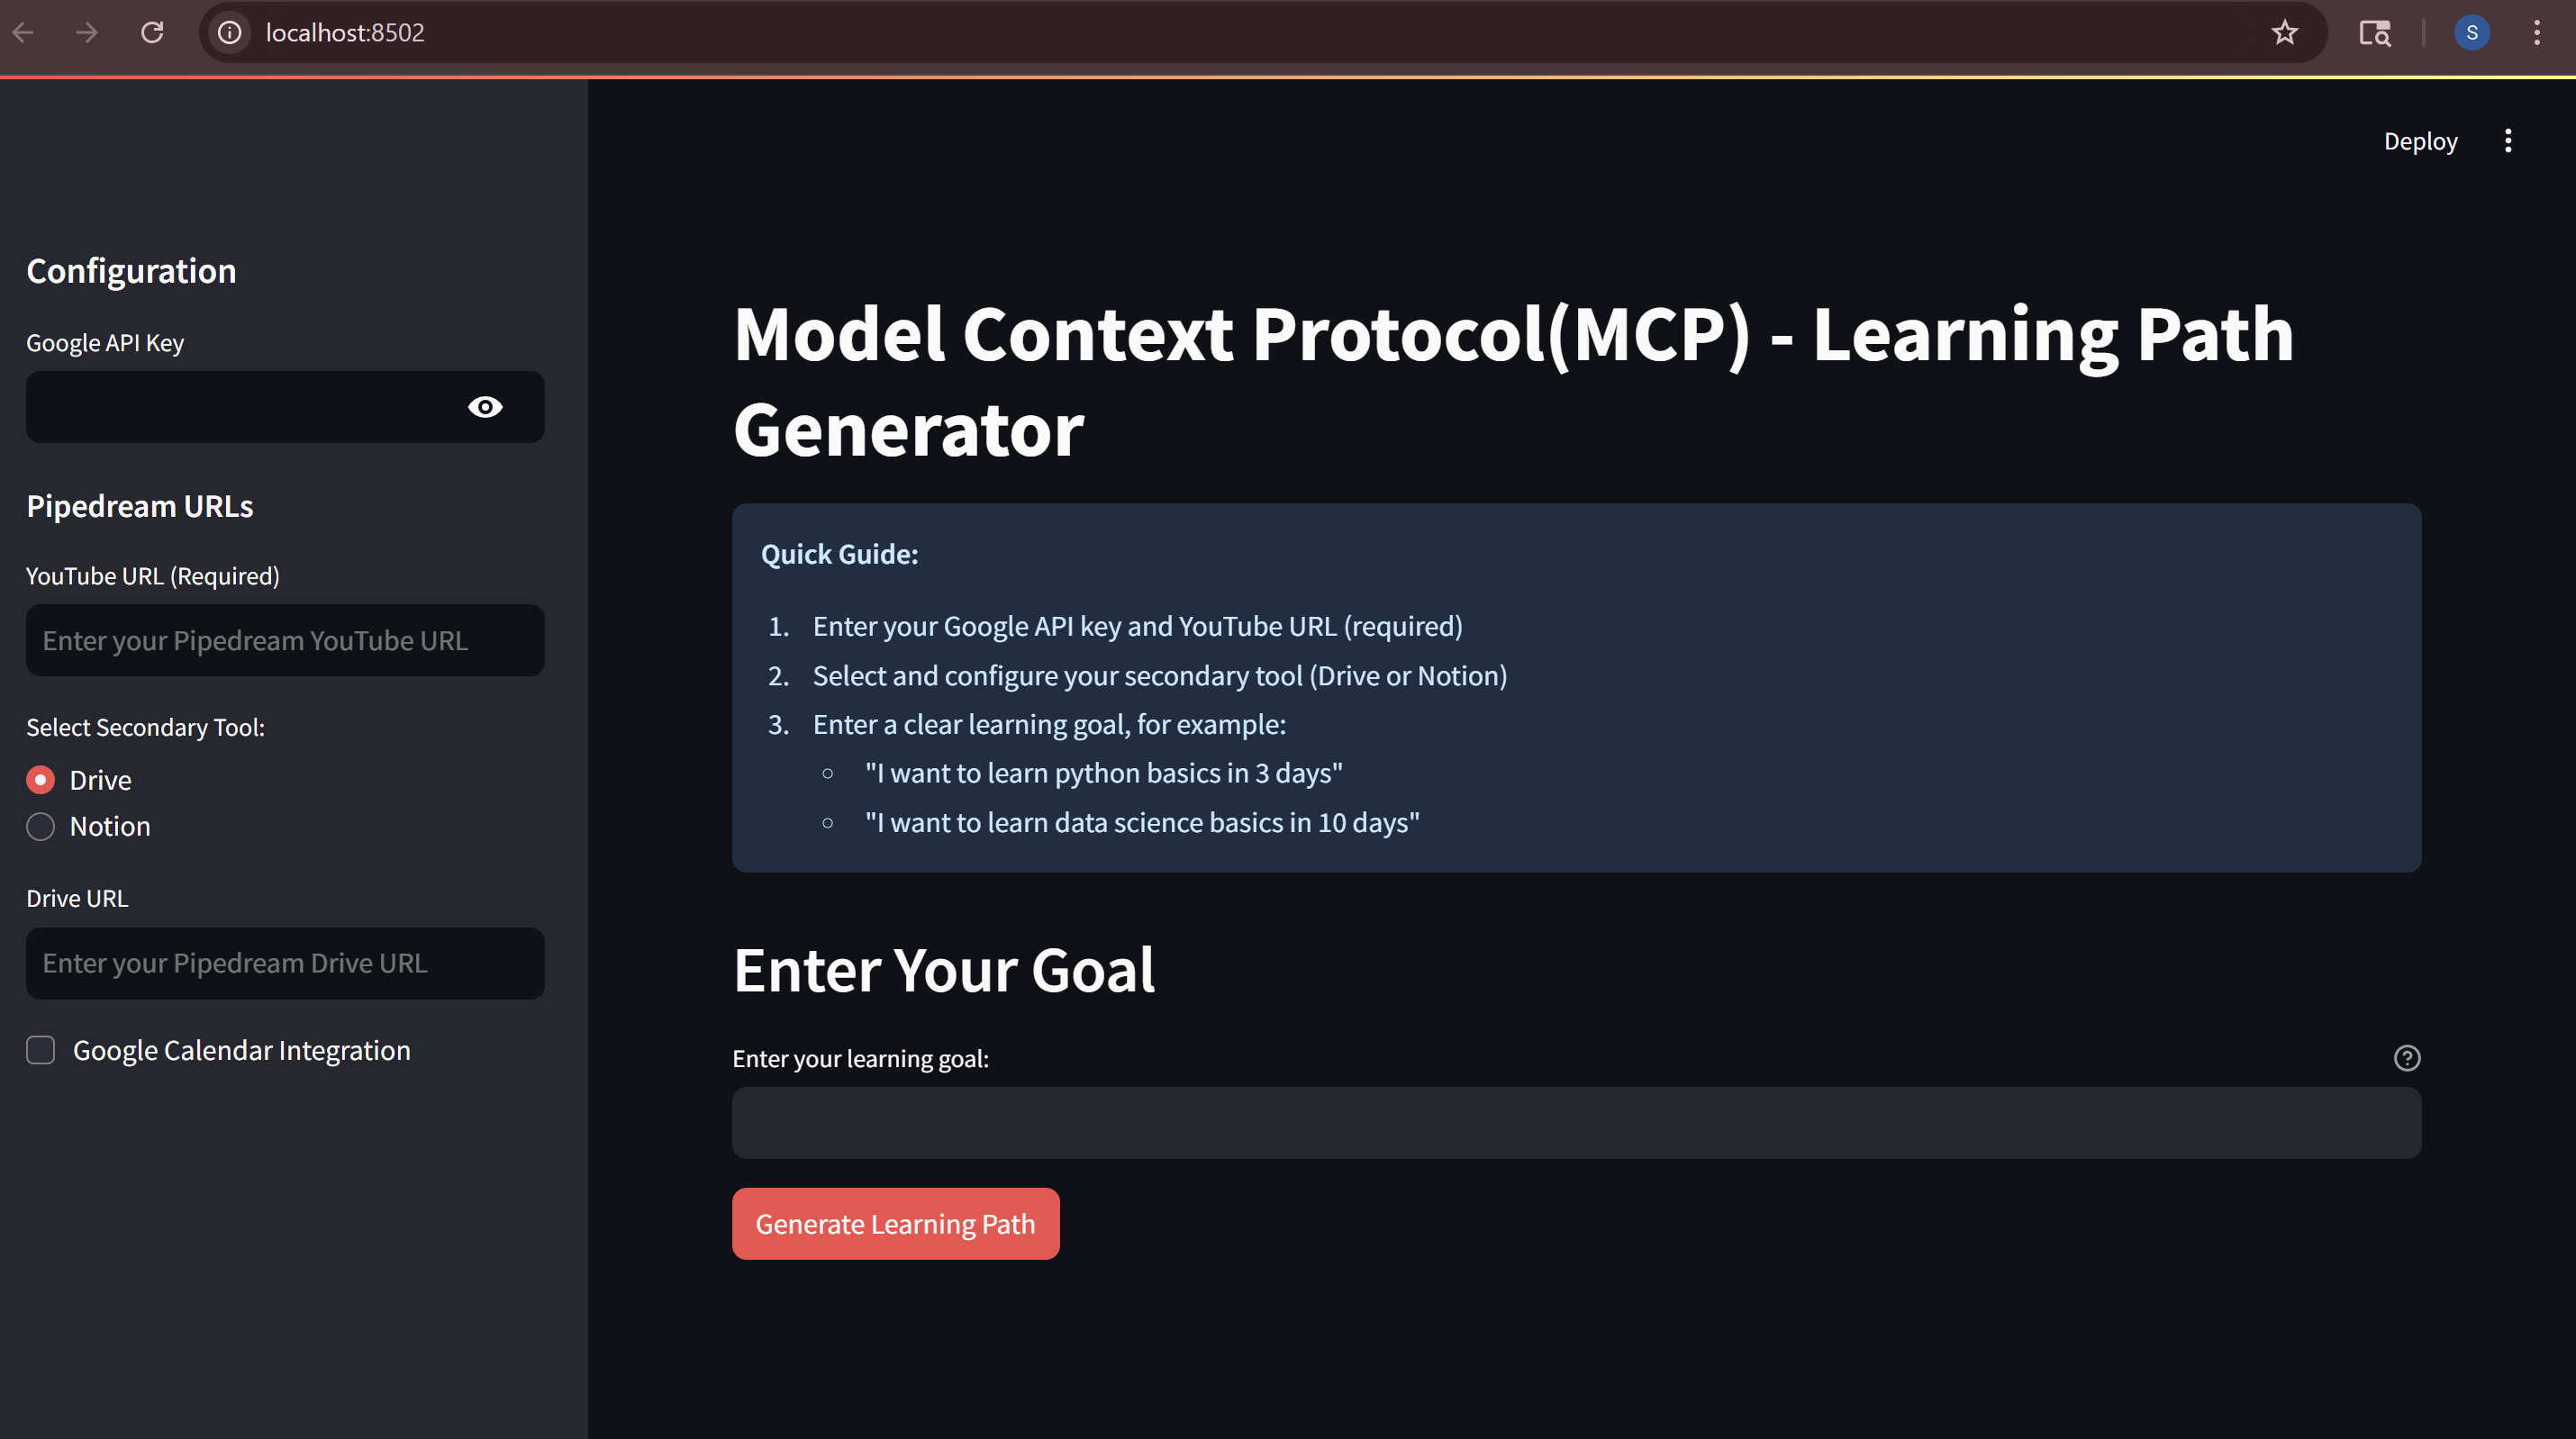 localhost:8502
S
Deploy
Configuration
Google API Key
Pipedream URLs
YouTube URL (Required)
Enter your Pipedream YouTube URL
Select Secondary Tool:
Drive
Notion
Drive URL
Enter your Pipedream Drive URL
Google Calendar Integration
Model Context Protocol(MCP) - Learning Path
Generator
Quick Guide:
1. Enter your Google API key and YouTube URL (required)
2. Select and configure your secondary tool (Drive or Notion)
3. Enter a clear learning goal, for example:
"I want to learn python basics in 3 days"
"I want to learn data science basics in 10 days"
Enter Your Goal
Enter your learning goal:
Generate Learning Path